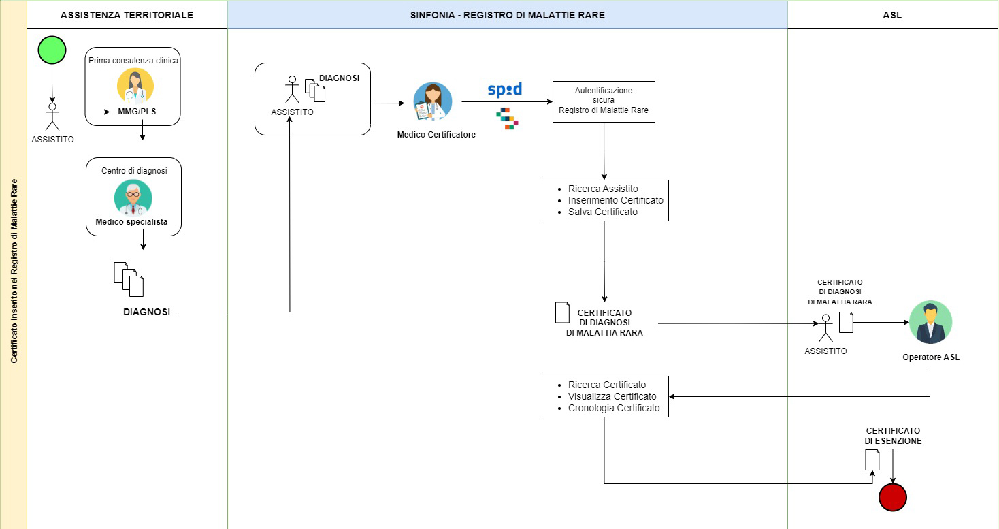 ASSISTENZA TERRITORIALE
SINFONIA - REGISTRO DI MALATTIE RARE
ASL
Certificato Inserito nel Registro di Malattie Rare
Prima consulenza clinica
MMG/PLS
ASSISTITO
Centro di diagnosi
Medico specialista
DIAGNOSI
DIAGNOSI
ASSISTITO
Medico Certificatore
spid
Autentificazione
sicura
Registro di Malattie Rare
• Ricerca Assistito
• Inserimento Certificato
• Salva Certificato
CERTIFICATO
DI DIAGNOSI
DI MALATTIA RARA
CERTIFICATO
DI DIAGNOSI
DI MALATTIA RARA
ASSISTITO
Operatore ASL
• Ricerca Certificato
• Visualizza Certificato
• Cronologia Certificato
CERTIFICATO
DI ESENZIONE